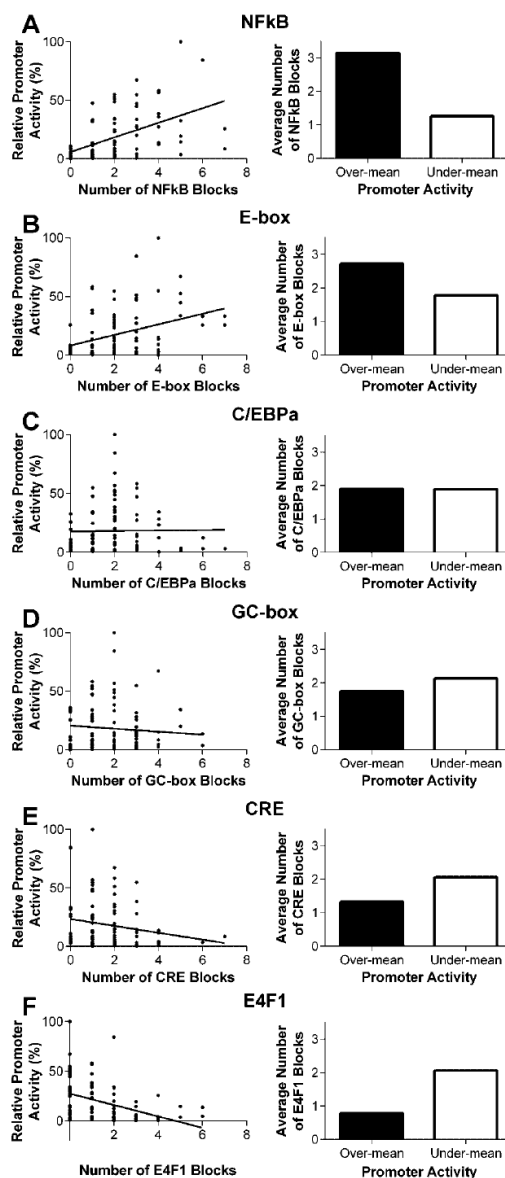 A
NFkB
Relative Promoter
Activity (%)
100
50
0
0 2 4 6 8
Number of NFkB Blocks
Average Number
of NFkB Blocks
3
2
1
0
Over-mean Under-mean
Promoter Activity
B
E-box
Relative Promoter
Activity (%)
100
50
0
0 2 4 6 8
Number of E-box Blocks
Average Number
of E-box Blocks
3
2
1
0
Over-mean Under-mean
Promoter Activity
C
C/EBPa
Relative Promoter
Activity (%)
100
50
0
0 2 4 6 8
Number of C/EBPa Blocks
Average Number
of C/EBPa Blocks
3
2
1
0
Over-mean Under-mean
Promoter Activity
D
GC-box
Relative Promoter
Activity (%)
100
50
0
0 2 4 6 8
Number of GC-box Blocks
Average Number
of GC-box Blocks
3
2
1
0
Over-mean Under-mean
Promoter Activity
E
CRE
Relative Promoter
Activity (%)
100
50
0
0 2 4 6 8
Number of CRE Blocks
Average Number
of CRE Blocks
3
2
1
0
Over-mean Under-mean
Promoter Activity
F
E4F1
Relative Promoter
Activity (%)
100
50
0
0 2 4 6 8
Number of E4F1 Blocks
Average Number
of E4F1 Blocks
3
2
1
0
Over-mean Under-mean
Promoter Activity